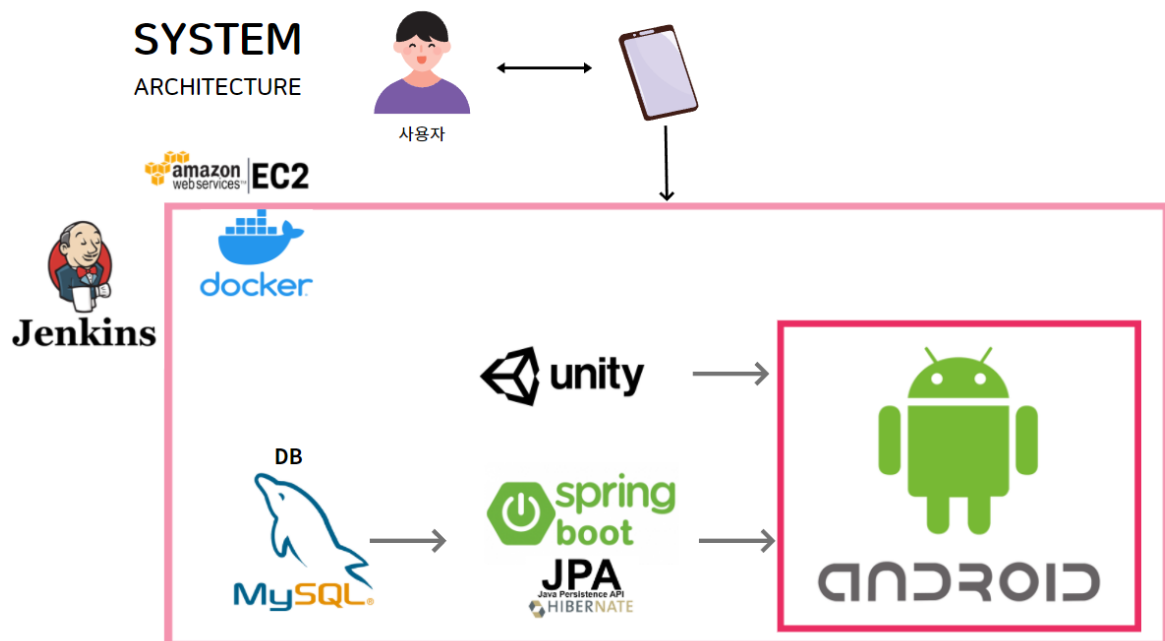 SYSTEM
ARCHITECTURE
사용자
amazon
webservices™
EC2
docker
Jenkins
unity
DB
MySQL®
spring
boot
JPA
Java Persistence API
HIBERNATE
ANDROID